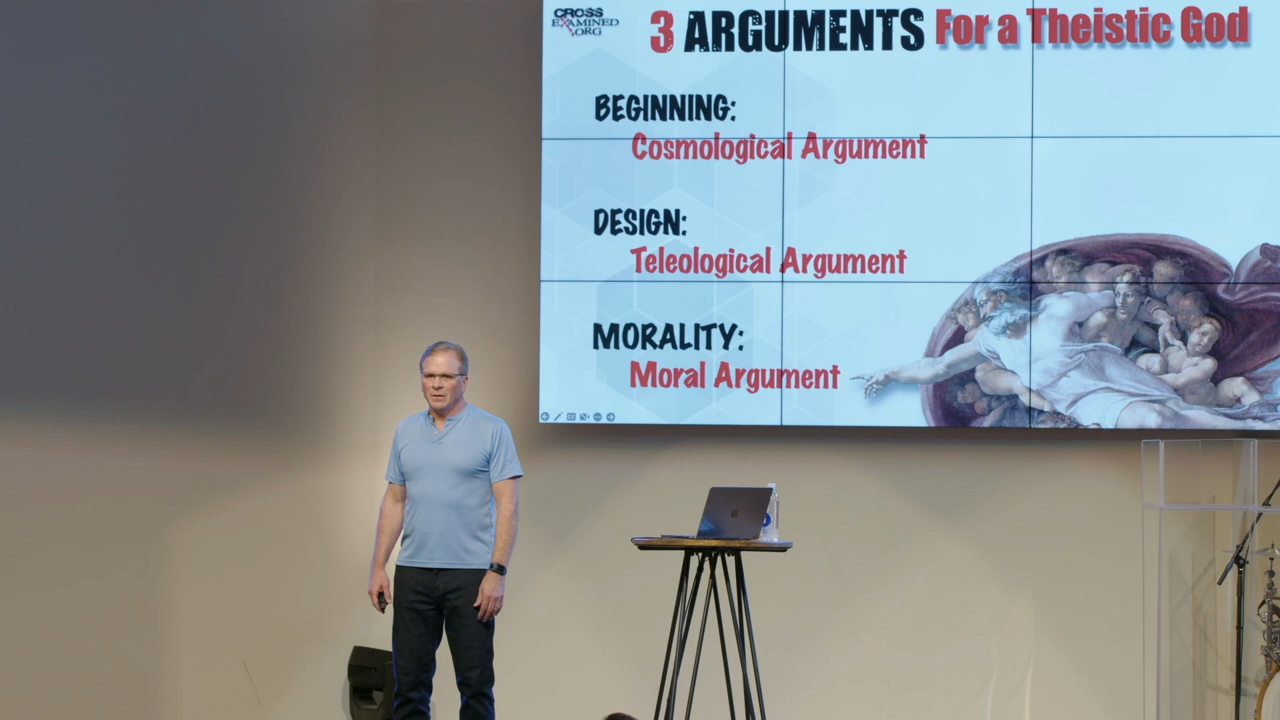 CROSS
EXAMINED
.ORG
3 ARGUMENTS For a Theistic God
BEGINNING:
Cosmological Argument
DESIGN:
Teleological Argument
MORALITY:
Moral Argument